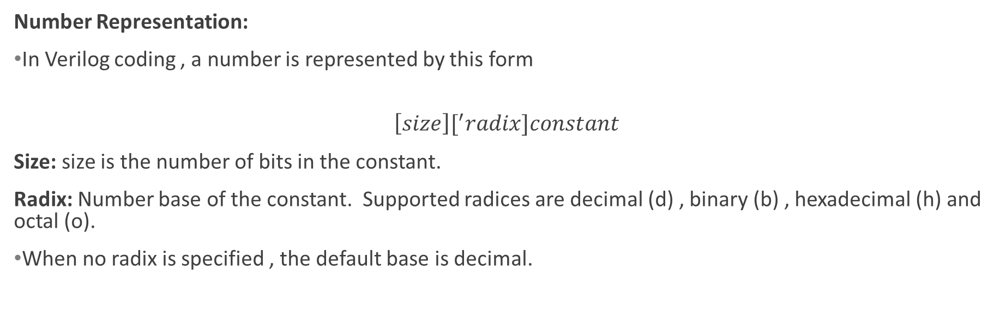 Number Representation:
•In Verilog coding , a number is represented by this form
[size]['radix]constant
Size: size is the number of bits in the constant.
Radix: Number base of the constant.  Supported radices are decimal (d) , binary (b) , hexadecimal (h) and
octal (o).
•When no radix is specified , the default base is decimal.